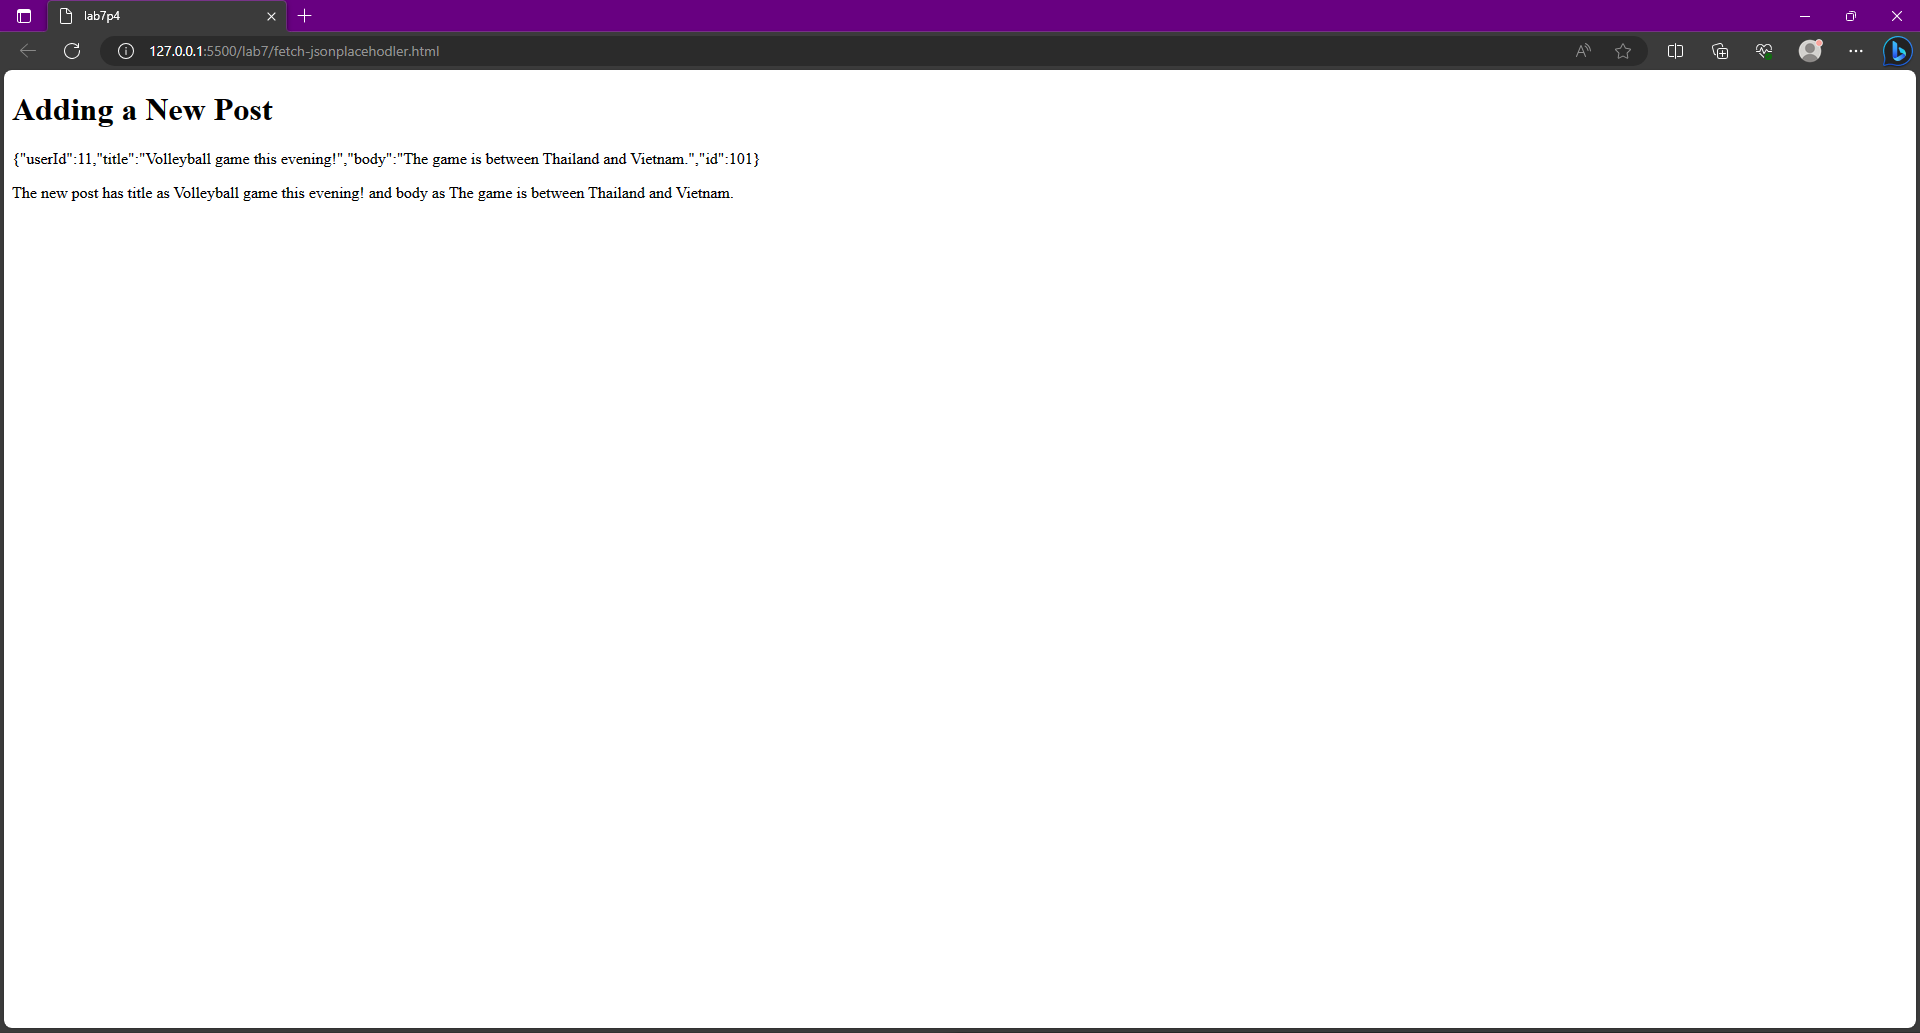 lab7p4
127.0.0.1:5500/lab7/fetch-jsonplacehodler.html
Adding a New Post
{"userId":11,"title":"Volleyball game this evening!","body":"The game is between Thailand and Vietnam.","id":101}
The new post has title as Volleyball game this evening! and body as The game is between Thailand and Vietnam.